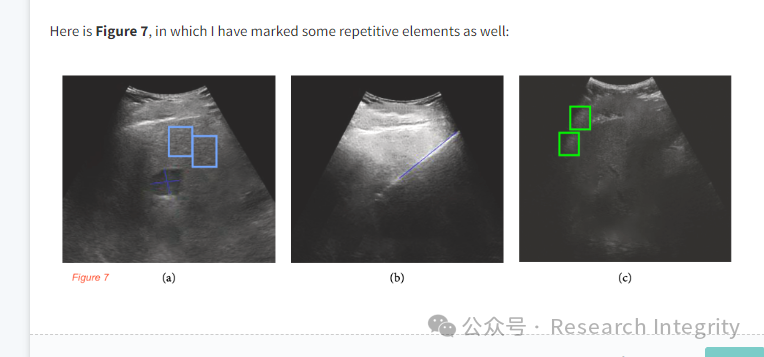 Here is Figure 7, in which I have marked some repetitive elements as well:
Figure 7
(a)
(b)
(c)
公众号 · Research Integrity